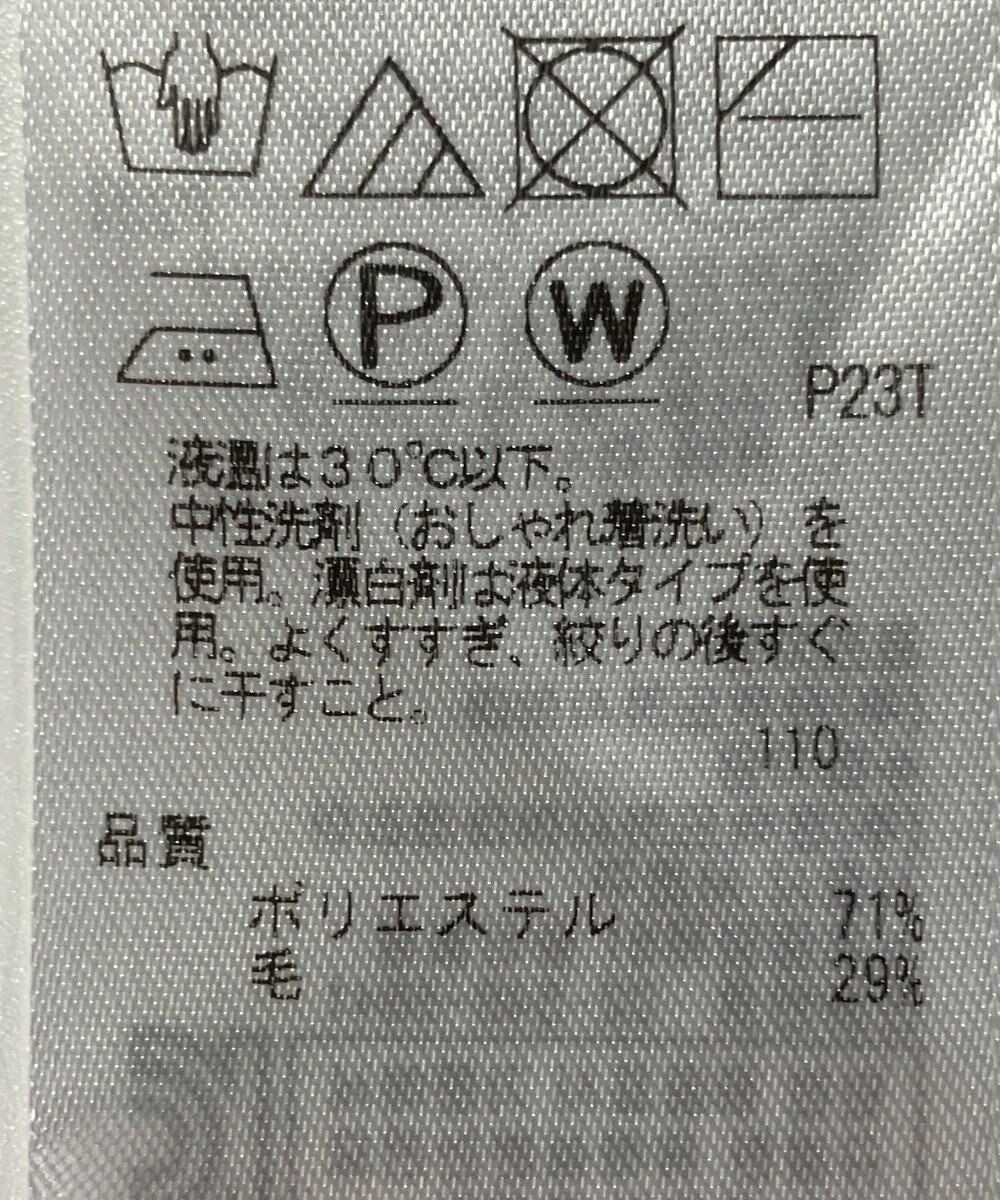 P W
P23T
液温は30℃以下。
中性洗剤（おしゃれ着洗い）を
使用。漂白剤は液体タイプを使
用。よくすすぎ、絞りの後すぐ
に干すこと。
110
品質
ポリエステル 71%
毛 29%